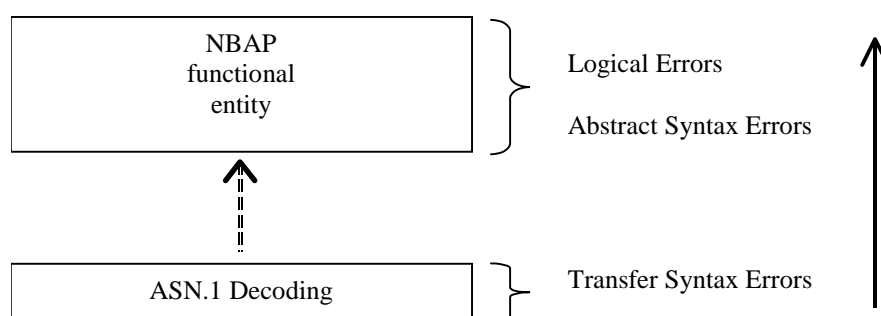 NBAP
functional
entity
Logical Errors
Abstract Syntax Errors
ASN.1 Decoding
Transfer Syntax Errors